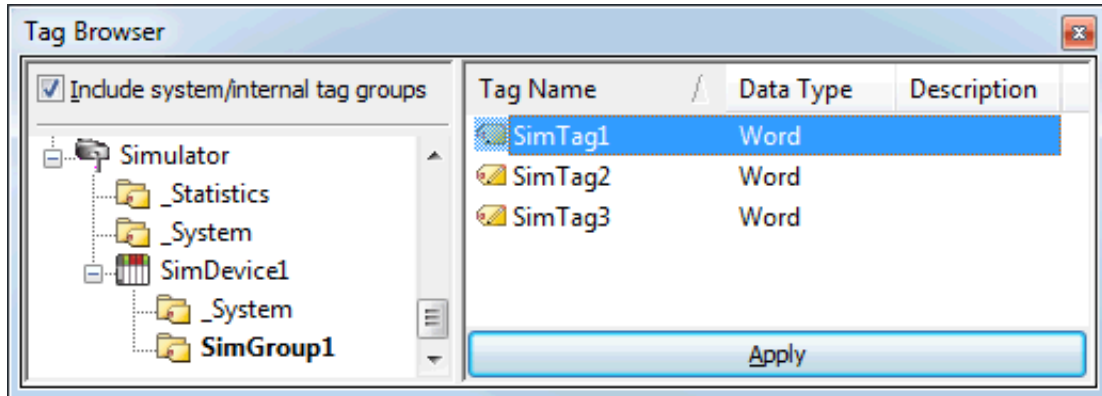 Tag Browser
Include system/internal tag groups
Simulator
_Statistics
_System
SimDevice1
_System
SimGroup1
Tag Name Data Type Description
SimTag1 Word
SimTag2 Word
SimTag3 Word
Apply